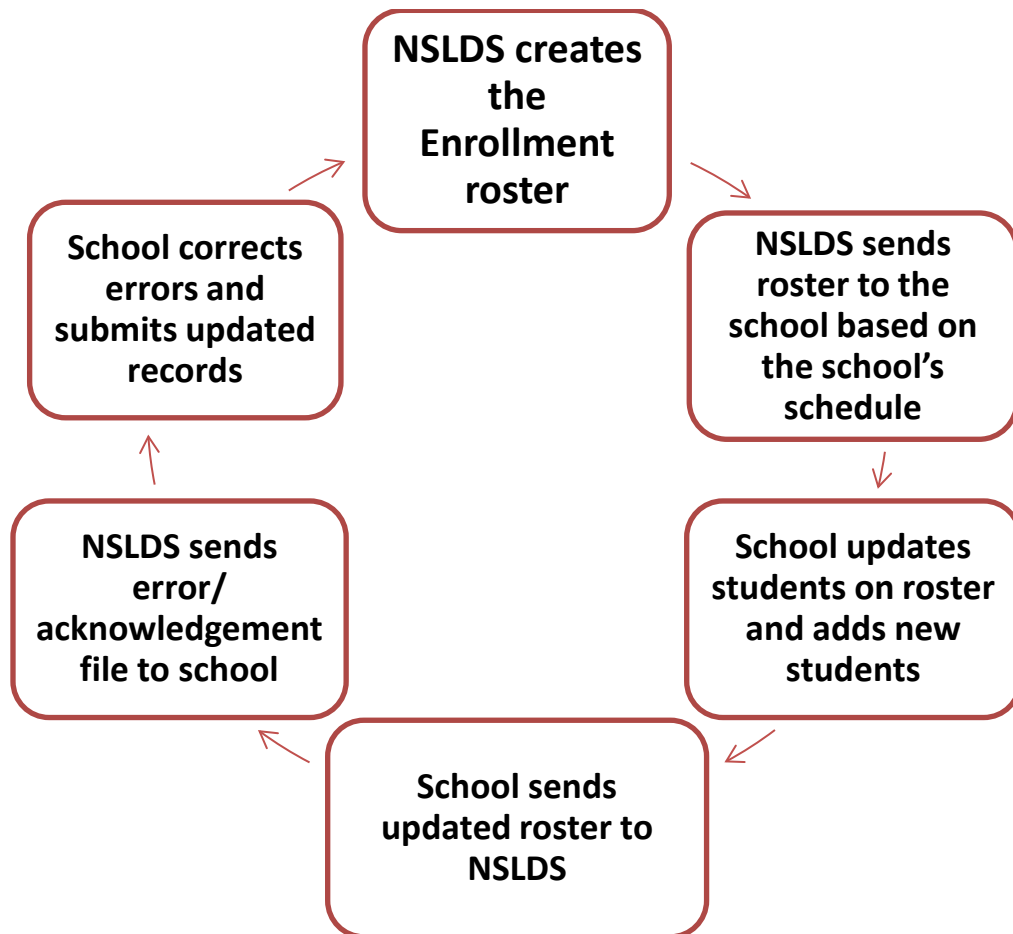 NSLDS creates
the
Enrollment
roster
NSLDS sends
roster to the
school based on
the school’s
schedule
School updates
students on roster
and adds new
students
School sends
updated roster to
NSLDS
NSLDS sends
error/
acknowledgement
file to school
School corrects
errors and
submits updated
records